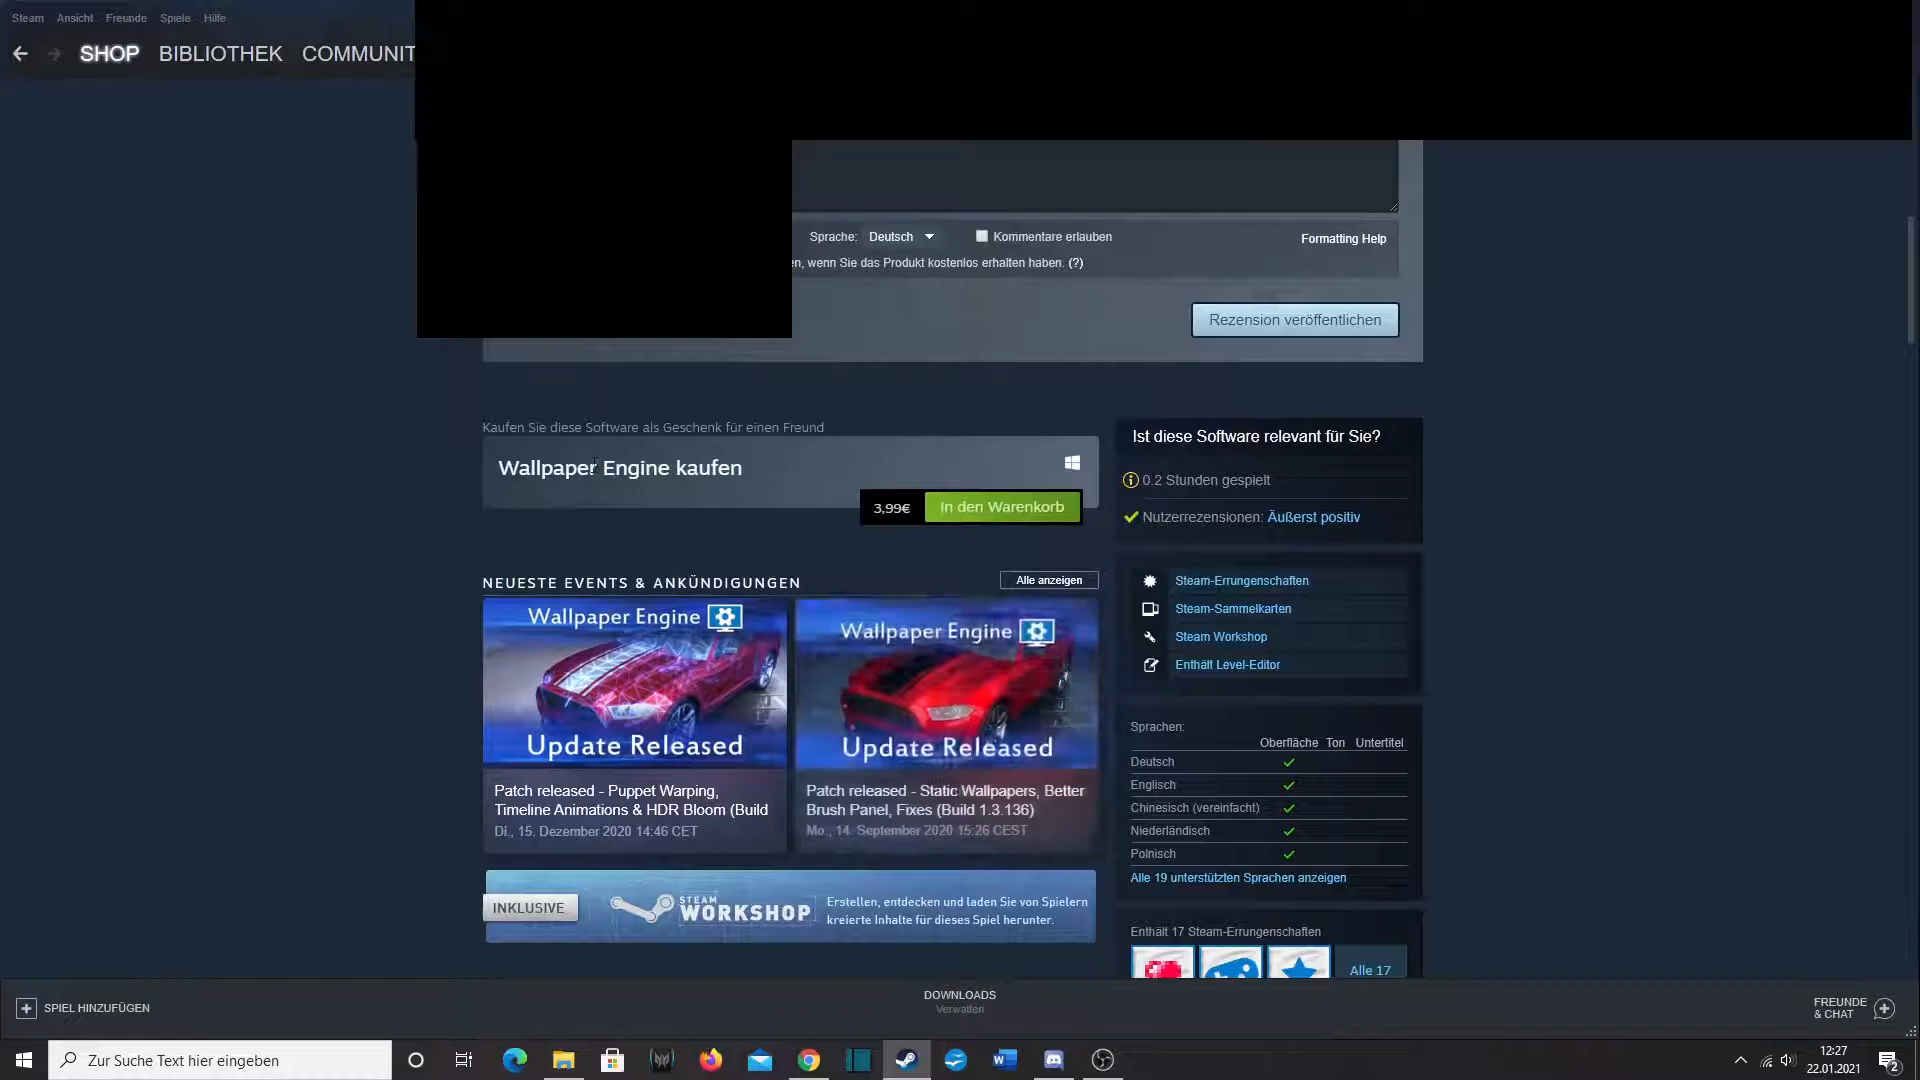 Steam Ansicht Freunde Spiele Hilfe
SHOP BIBLIOTHEK COMMUNIT
Sprache: Deutsch Kommentare erlauben Formatting Help
en, wenn Sie das Produkt kostenlos erhalten haben. (?)
Rezension veröffentlichen
Kaufen Sie diese Software als Geschenk für einen Freund
Wallpaper Engine kaufen
3,99€ In den Warenkorb
NEUESTE EVENTS & ANKÜNDIGUNGEN
Alle anzeigen
Wallpaper Engine
Update Released
Patch released - Puppet Warping,
Timeline Animations & HDR Bloom (Build
Di., 15. Dezember 2020 14:46 CET
Wallpaper Engine
Update Released
Patch released - Static Wallpapers, Better
Brush Panel, Fixes (Build 1.3.136)
Mo., 14. September 2020 15:26 CEST
INKLUSIVE
STEAM
WORKSHOP
Erstellen, entdecken und laden Sie von Spielern
kreierte Inhalte für dieses Spiel herunter.
Ist diese Software relevant für Sie?
0.2 Stunden gespielt
Nutzerrezensionen: Äußerst positiv
Steam-Errungenschaften
Steam-Sammelkarten
Steam Workshop
Enthält Level-Editor
Sprachen:
Oberfläche Ton Untertitel
Deutsch
Englisch
Chinesisch (vereinfacht)
Niederländisch
Polnisch
Alle 19 unterstützten Sprachen anzeigen
Enthält 17 Steam-Errungenschaften
Alle 17
SPIEL HINZUFÜGEN
DOWNLOADS
Verwalten
FREUNDE
& CHAT
Zur Suche Text hier eingeben
12:27
22.01.2021
2